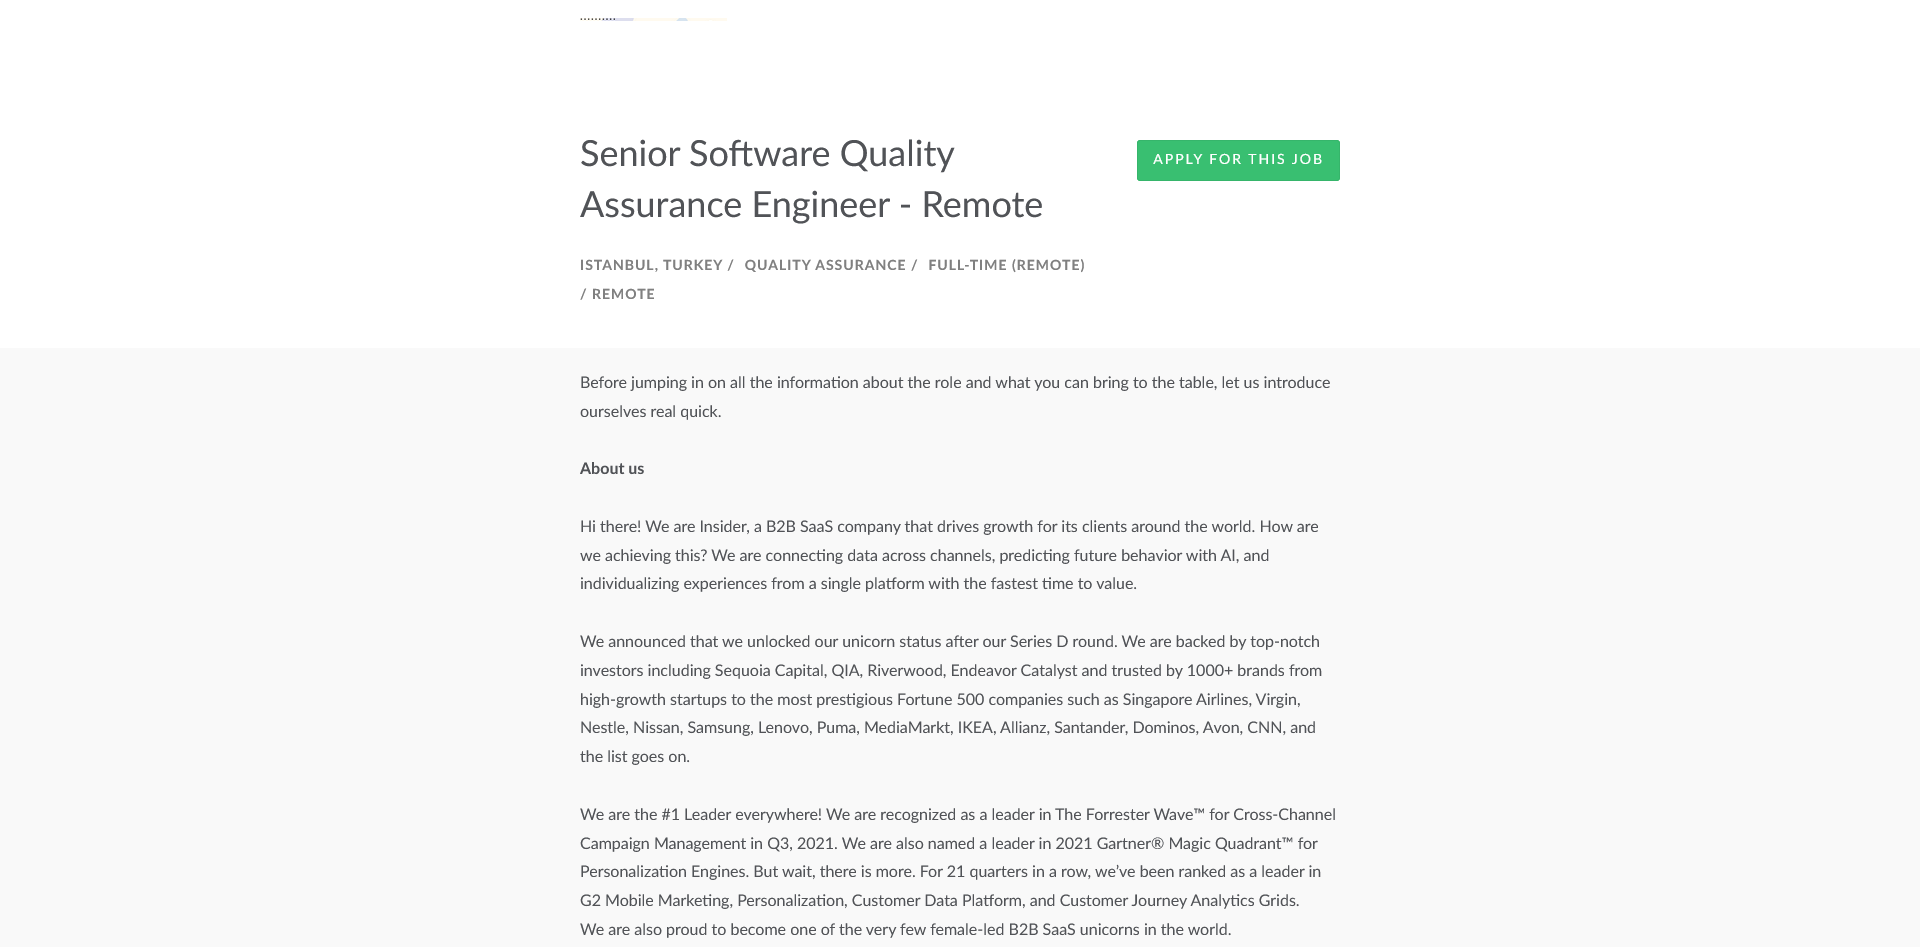 Senior Software Quality
Assurance Engineer - Remote
APPLY FOR THIS JOB
ISTANBUL, TURKEY / QUALITY ASSURANCE / FULL-TIME (REMOTE)
/ REMOTE
Before jumping in on all the information about the role and what you can bring to the table, let us introduce
ourselves real quick.
About us
Hi there! We are Insider, a B2B SaaS company that drives growth for its clients around the world. How are
we achieving this? We are connecting data across channels, predicting future behavior with AI, and
individualizing experiences from a single platform with the fastest time to value.
We announced that we unlocked our unicorn status after our Series D round. We are backed by top-notch
investors including Sequoia Capital, QIA, Riverwood, Endeavor Catalyst and trusted by 1000+ brands from
high-growth startups to the most prestigious Fortune 500 companies such as Singapore Airlines, Virgin,
Nestle, Nissan, Samsung, Lenovo, Puma, MediaMarkt, IKEA, Allianz, Santander, Dominos, Avon, CNN, and
the list goes on.
We are the #1 Leader everywhere! We are recognized as a leader in The Forrester Wave™ for Cross-Channel
Campaign Management in Q3, 2021. We are also named a leader in 2021 Gartner® Magic Quadrant™ for
Personalization Engines. But wait, there is more. For 21 quarters in a row, we’ve been ranked as a leader in
G2 Mobile Marketing, Personalization, Customer Data Platform, and Customer Journey Analytics Grids.
We are also proud to become one of the very few female-led B2B SaaS unicorns in the world.